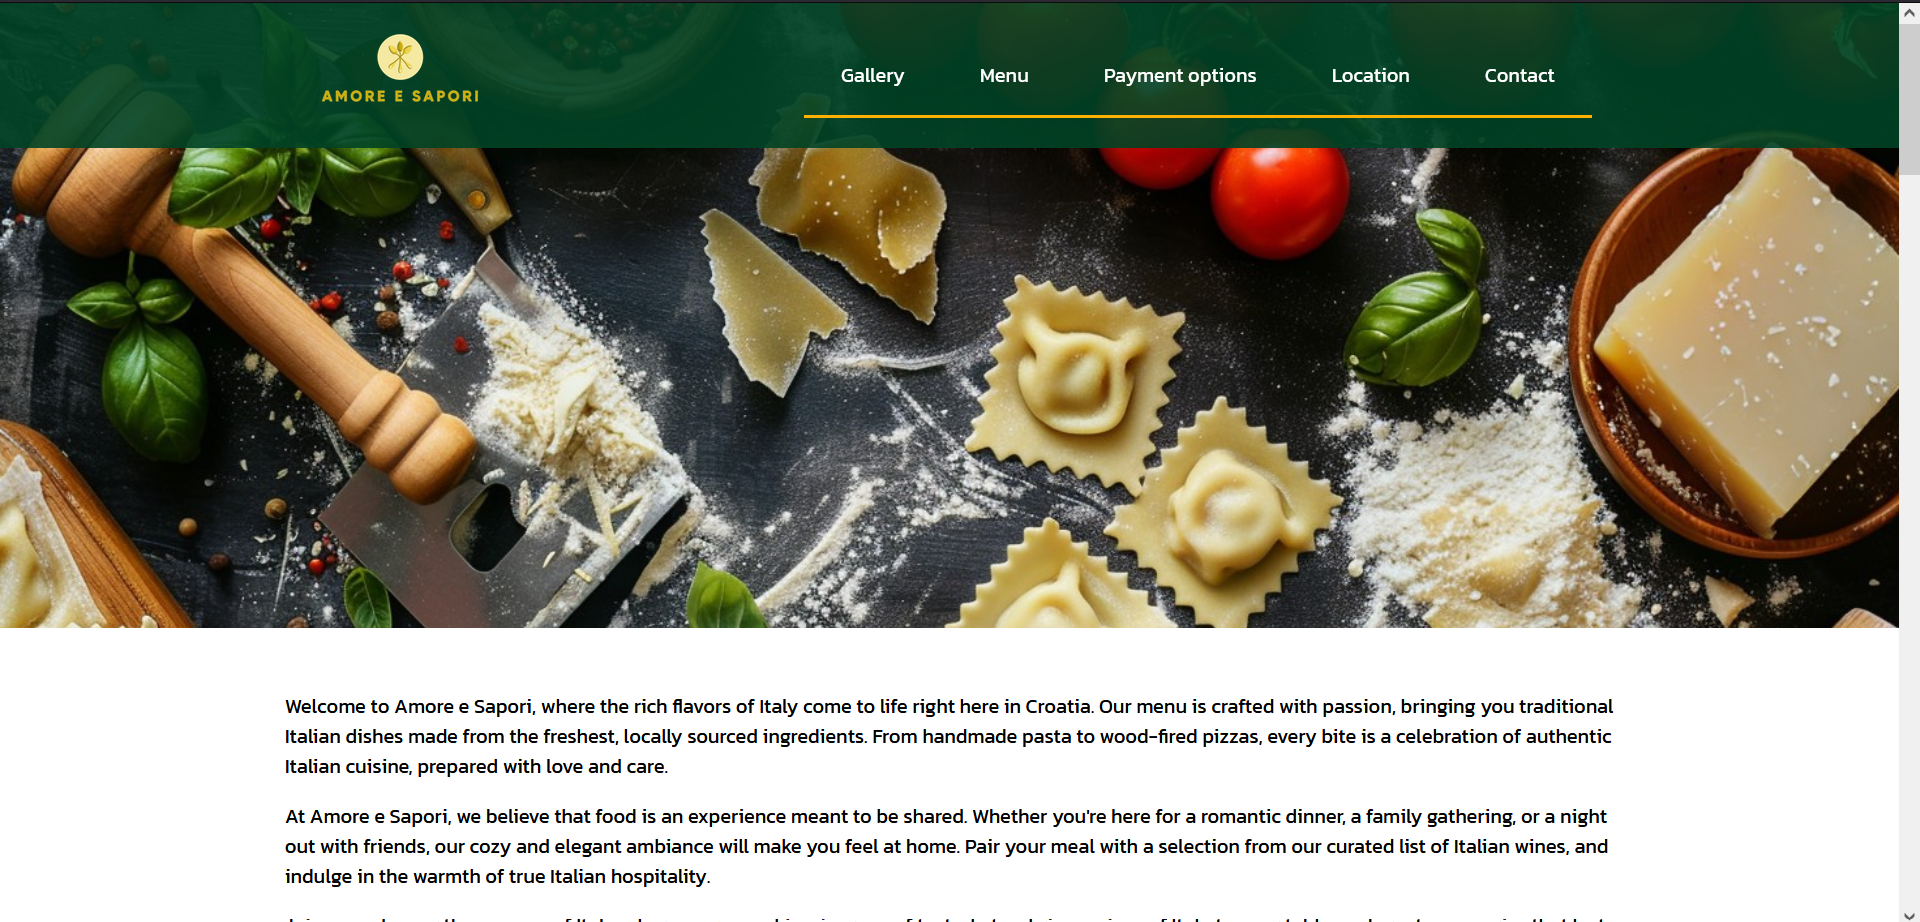 AMORE E SAPORI
Gallery Menu Payment options Location Contact
Welcome to Amore e Sapori, where the rich flavors of Italy come to life right here in Croatia. Our menu is crafted with passion, bringing you traditional
Italian dishes made from the freshest, locally sourced ingredients. From handmade pasta to wood-fired pizzas, every bite is a celebration of authentic
Italian cuisine, prepared with love and care.
At Amore e Sapori, we believe that food is an experience meant to be shared. Whether you're here for a romantic dinner, a family gathering, or a night
out with friends, our cozy and elegant ambiance will make you feel at home. Pair your meal with a selection from our curated list of Italian wines, and
indulge in the warmth of true Italian hospitality.